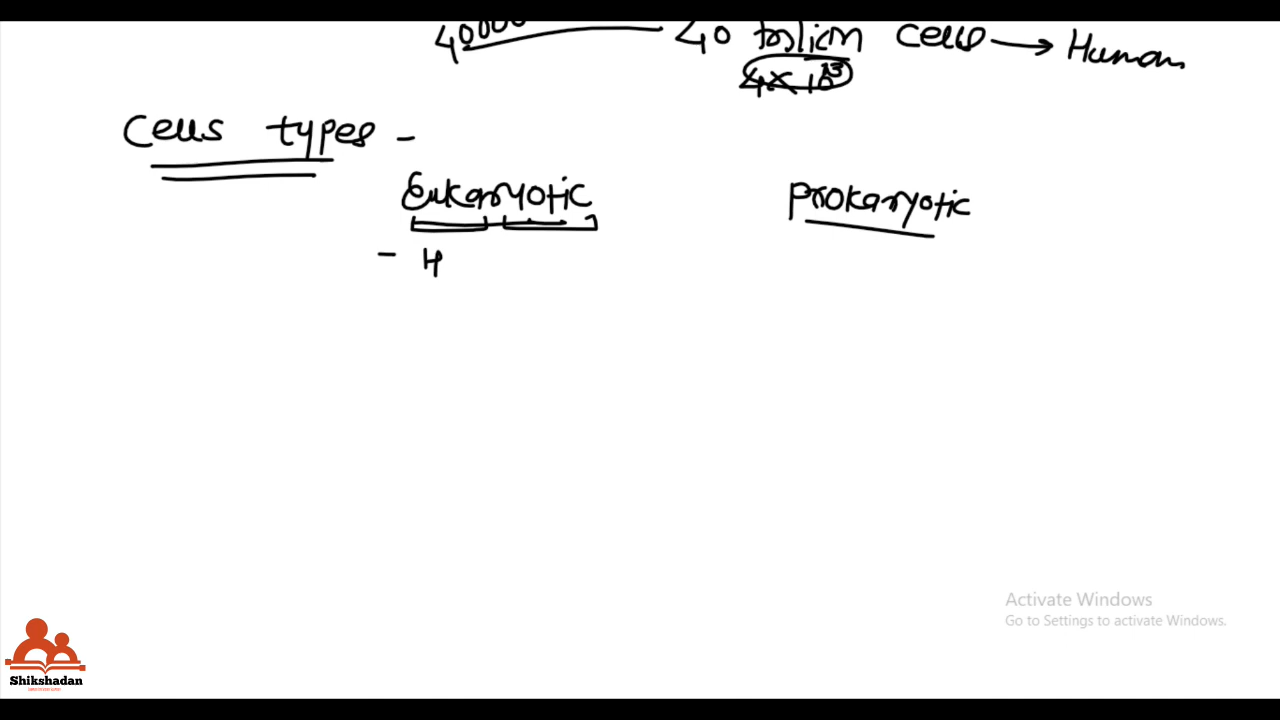 40000 40 trillion cells → Human
4×10¹³
Cells types -
Eukaryotic Prokaryotic
- H
Activate Windows
Go to Settings to activate Windows.
Shikshadan